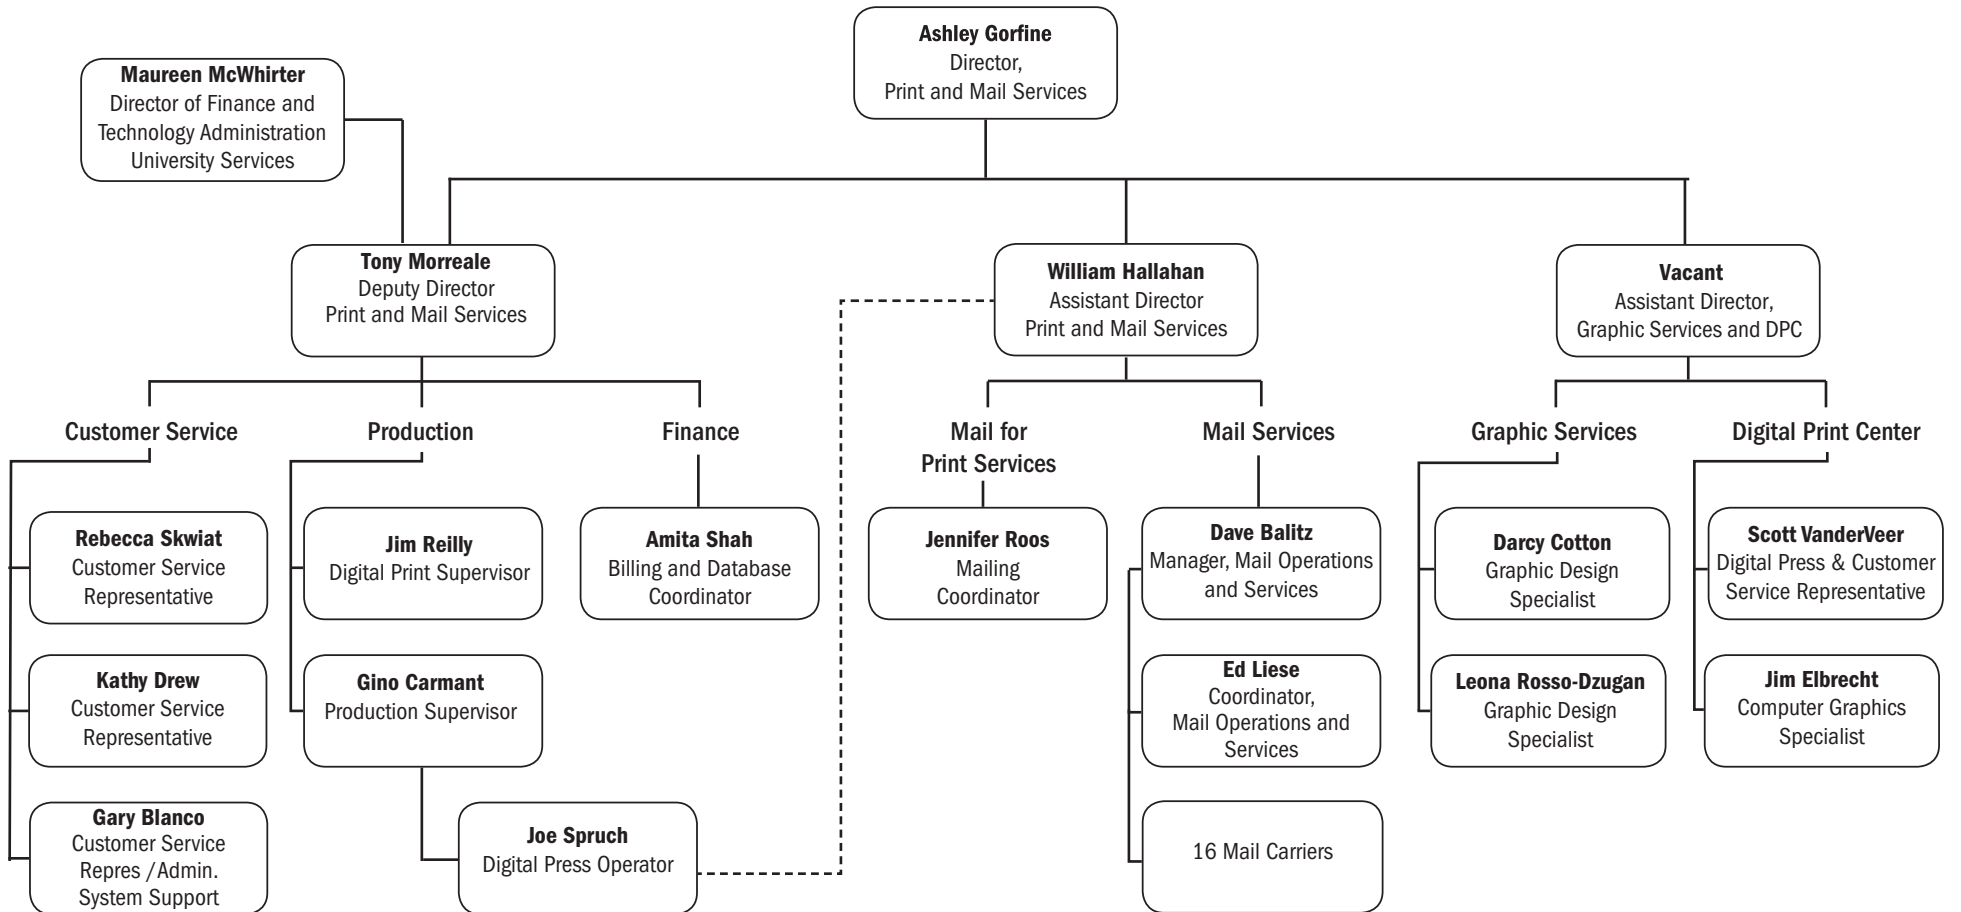 Ashley Gorfine
Director,
Print and Mail Services
Maureen McWhirter
Director of Finance and
Technology Administration
University Services
Tony Morreale
Deputy Director
Print and Mail Services
William Hallahan
Assistant Director
Print and Mail Services
Vacant
Assistant Director,
Graphic Services and DPC
Customer Service
Production
Finance
Mail for
Print Services
Mail Services
Graphic Services
Digital Print Center
Rebecca Skwiat
Customer Service
Representative
Jim Reilly
Digital Print Supervisor
Amita Shah
Billing and Database
Coordinator
Jennifer Roos
Mailing
Coordinator
Dave Balitz
Manager, Mail Operations
and Services
Darcy Cotton
Graphic Design
Specialist
Scott VanderVeer
Digital Press & Customer
Service Representative
Kathy Drew
Customer Service
Representative
Gino Carmant
Production Supervisor
Ed Liese
Coordinator,
Mail Operations and
Services
Leona Rosso-Dzugan
Graphic Design
Specialist
Jim Elbrecht
Computer Graphics
Specialist
Gary Blanco
Customer Service
Repres /Admin.
System Support
Joe Spruch
Digital Press Operator
16 Mail Carriers